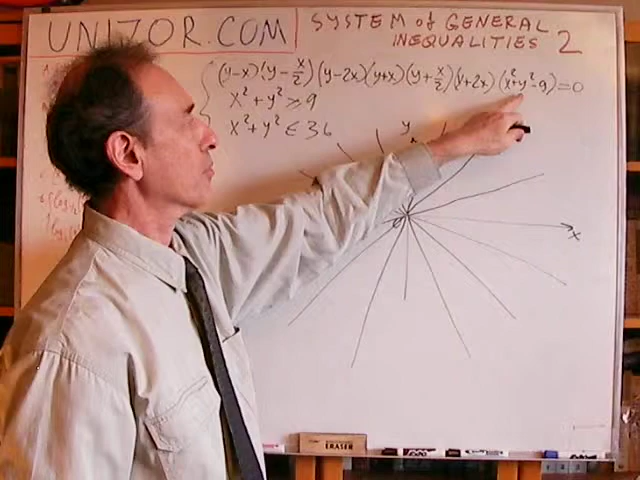 UNIZOR.COM
SYSTEM of GENERAL
INEQUALITIES 2
(y-x)(y-x/2)(y-2x)(y+x)(y+x/2)(y+2x)(x²+y²-9)=0
x²+y²≥9
x²+y²≤36
y
x
ERASER